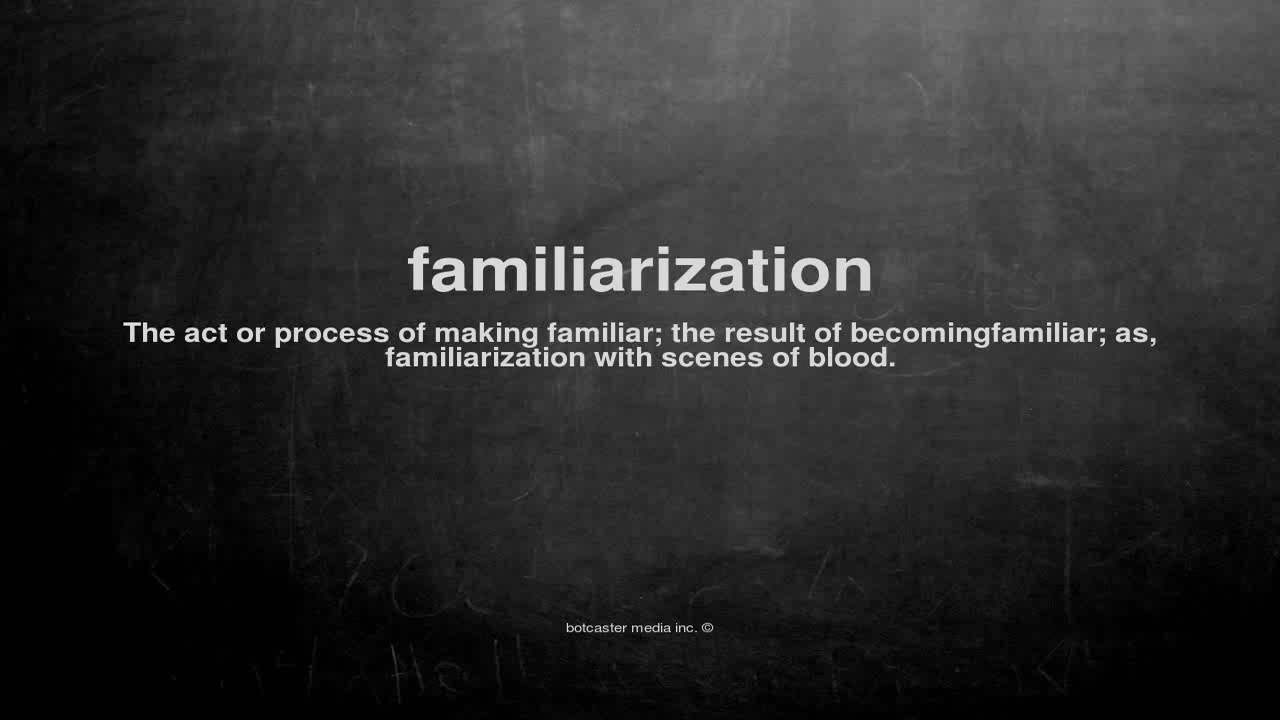 familiarization
The act or process of making familiar; the result of becomingfamiliar; as,
familiarization with scenes of blood.
botcaster media inc. ©